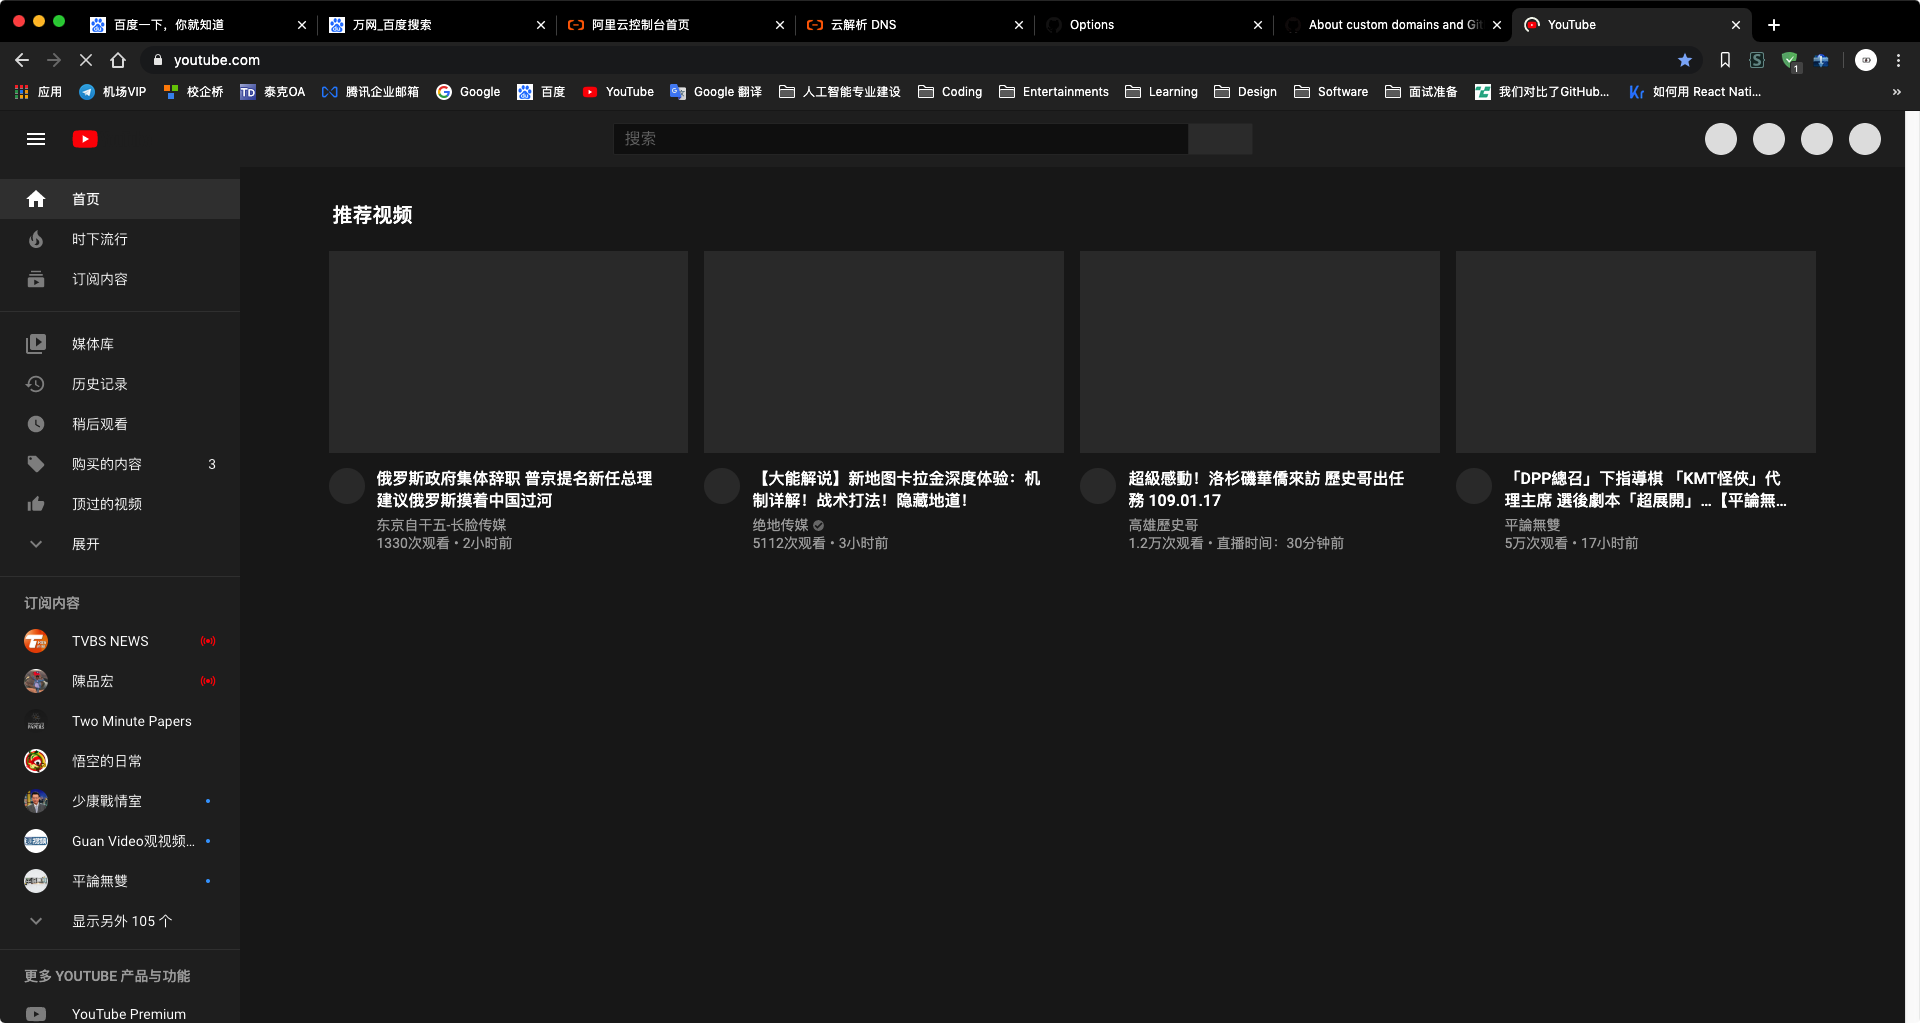 百度一下，你就知道
万网_百度搜索
阿里云控制台首页
云解析 DNS
Options
About custom domains and Git
YouTube
youtube.com
1
应用
机场VIP
校企桥
TD 泰克OA
腾讯企业邮箱
Google
百度
YouTube
Google 翻译
人工智能专业建设
Coding
Entertainments
Learning
Design
Software
面试准备
我们对比了GitHub...
Kr 如何用 React Nati...
»
搜索
首页
时下流行
订阅内容
媒体库
历史记录
稍后观看
购买的内容 3
顶过的视频
展开
订阅内容
TVBS NEWS
陳品宏
Two Minute Papers
悟空的日常
少康戰情室
Guan Video观视频...
平論無雙
显示另外 105 个
更多 YOUTUBE 产品与功能
YouTube Premium
推荐视频
俄罗斯政府集体辞职 普京提名新任总理
建议俄罗斯摸着中国过河
东京自干五-长脸传媒
1330次观看 • 2小时前
【大能解说】新地图卡拉金深度体验：机
制详解！战术打法！隐藏地道！
绝地传媒
5112次观看 • 3小时前
超級感動！洛杉磯華僑來訪 歷史哥出任
務 109.01.17
高雄歷史哥
1.2万次观看 • 直播时间：30分钟前
「DPP總召」下指導棋 「KMT怪俠」代
理主席 選後劇本「超展開」...【平論無...
平論無雙
5万次观看 • 17小时前